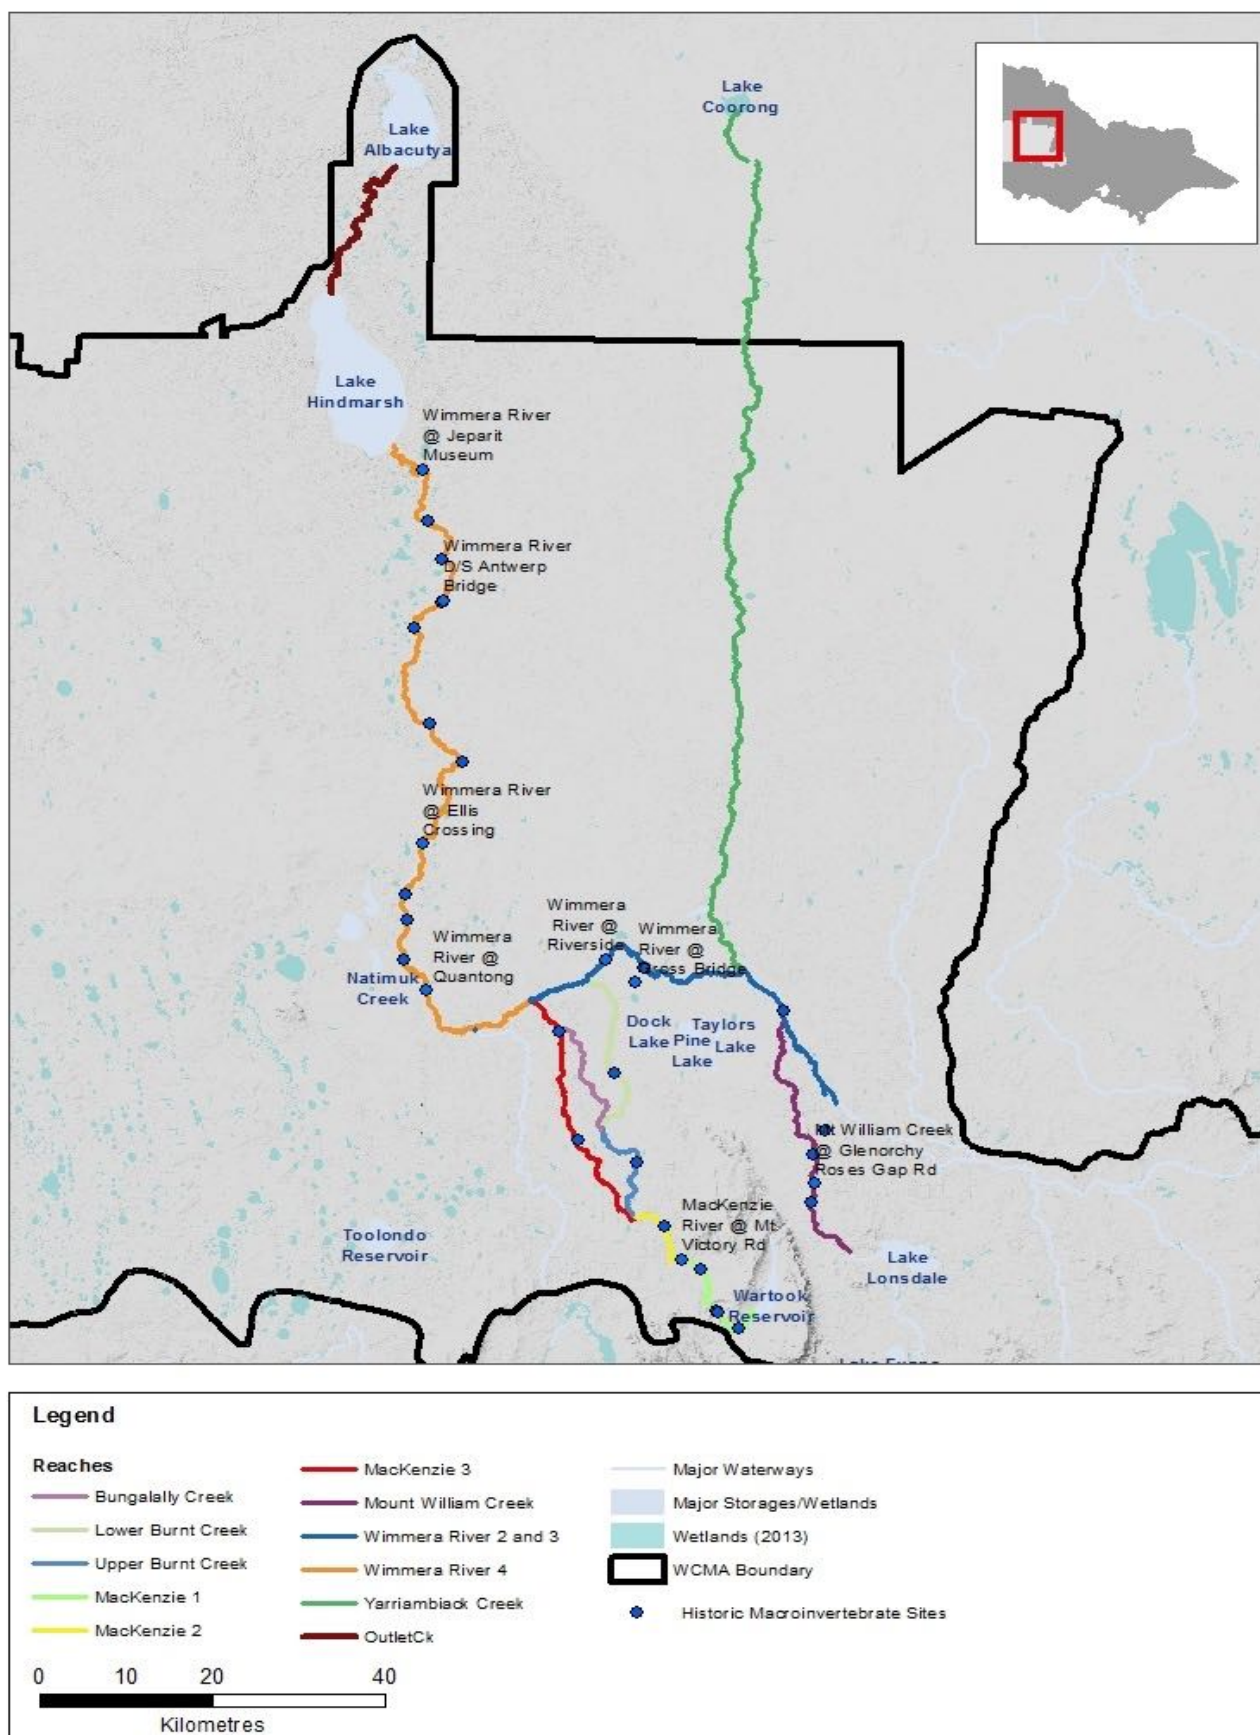 Lake
Coorong
Lake
Albacutya
Lake
Hindmarsh
Wimmera River
@ Jeparit
Museum
Wimmera River
D/S Antwerp
Bridge
Wimmera River
@ Ellis
Crossing
Wimmera
River @
Riverside
Wimmera
River @
Gross Bridge
Wimmera
River @
Quantong
Natimuk
Creek
Dock
Lake
Pine
Lake
Taylors
Lake
Mt William Creek
@ Glenorchy
Roses Gap Rd
MacKenzie
River @ Mt
Victory Rd
Toolondo
Reservoir
Lake
Lonsdale
Wartook
Reservoir
Legend
Reaches
Bungalally Creek
Lower Burnt Creek
Upper Burnt Creek
MacKenzie 1
MacKenzie 2
MacKenzie 3
Mount William Creek
Wimmera River 2 and 3
Wimmera River 4
Yarriambiack Creek
OutletCk
Major Waterways
Major Storages/Wetlands
Wetlands (2013)
WCMA Boundary
Historic Macroinvertebrate Sites
0 10 20 40
Kilometres